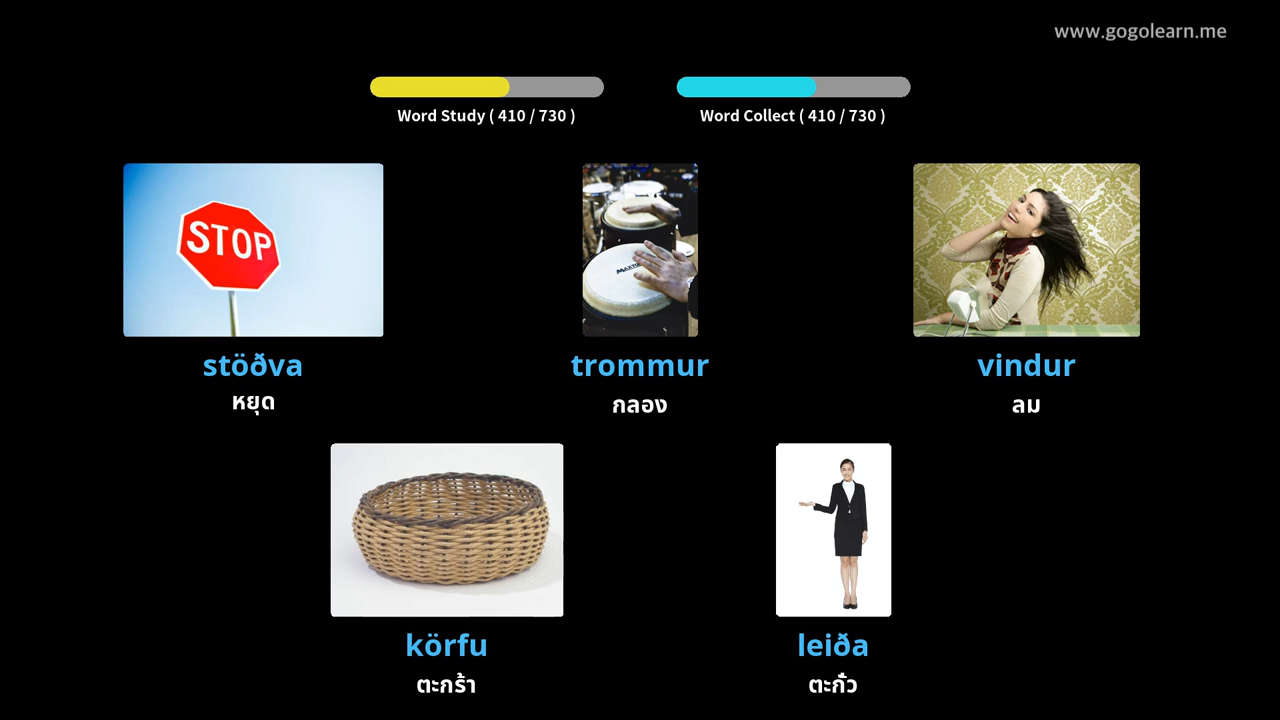 www.gogolearn.me
Word Study ( 410 / 730 )
Word Collect ( 410 / 730 )
STOP
stöðva
หยุด
trommur
กลอง
vindur
ลม
körfu
ตะกร้า
leiða
ตะกั่ว